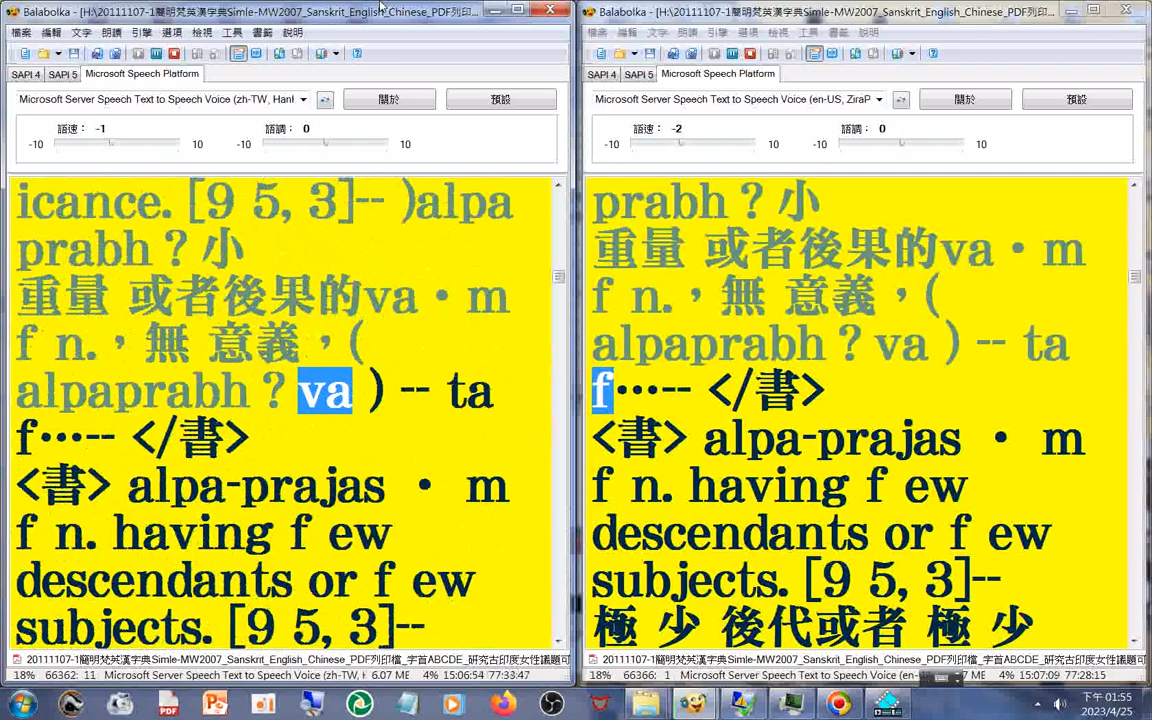 Balabolka - [H:\20111107-1簡明梵英漢字典Simle-MW2007_Sanskrit_English_Chinese_PDF列印...
檔案 編輯 文字 朗讀 引擎 選項 檢視 工具 書籤 說明
SAPI 4 SAPI 5 Microsoft Speech Platform
Microsoft Server Speech Text to Speech Voice (zh-TW, Hanl 關於 預設
語速： -1 語調： 0
-10 10 -10 10
icance. [9 5, 3]-- )alpa
prabh？小
重量 或者後果的va・m
f n.，無 意義，(
alpaprabh？va ) -- ta
f…-- </書>
<書> alpa-prajas ・ m
f n. having f ew
descendants or f ew
subjects. [9 5, 3]--
20111107-1簡明梵英漢字典Simle-MW2007_Sanskrit_English_Chinese_PDF列印檔_字首ABCDE_研究古印度女性議題可
18% 66362: 11 Microsoft Server Speech Text to Speech Voice (zh-TW, H 6.07 MB 4% 15:06:54 77:33:47
Balabolka - [H:\20111107-1簡明梵英漢字典Simle-MW2007_Sanskrit_English_Chinese_PDF列印...
檔案 編輯 文字 朗讀 引擎 選項 檢視 工具 書籤 說明
SAPI 4 SAPI 5 Microsoft Speech Platform
Microsoft Server Speech Text to Speech Voice (en-US, ZiraP 關於 預設
語速： -2 語調： 0
-10 10 -10 10
prabh？小
重量 或者後果的va・m
f n.，無 意義，(
alpaprabh？va ) -- ta
f…-- </書>
<書> alpa-prajas ・ m
f n. having f ew
descendants or f ew
subjects. [9 5, 3]--
極 少 後代或者 極 少
20111107-1簡明梵英漢字典Simle-MW2007_Sanskrit_English_Chinese_PDF列印檔_字首ABCDE_研究古印度女性議題可
18% 66366: 1 Microsoft Server Speech Text to Speech Voice (en-US, 4% 15:07:09 77:28:15
下午 01:55
2023/4/25